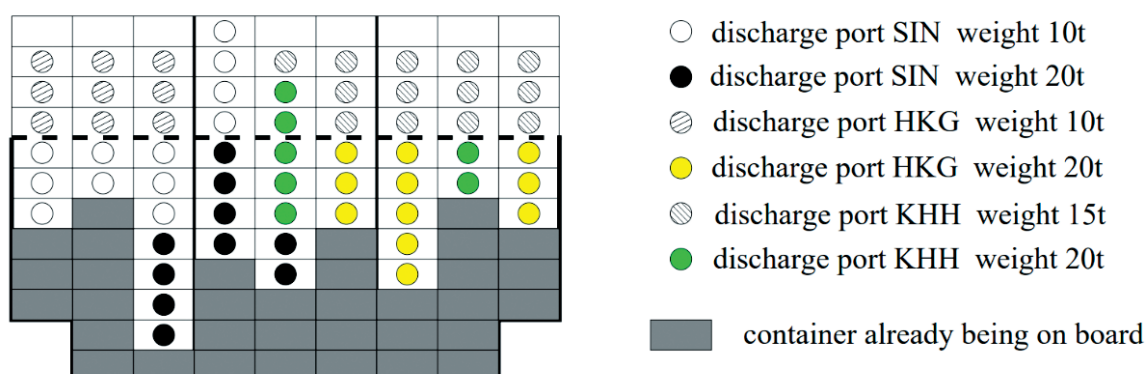 discharge port SIN weight 10t
discharge port SIN weight 20t
discharge port HKG weight 10t
discharge port HKG weight 20t
discharge port KHH weight 15t
discharge port KHH weight 20t
container already being on board